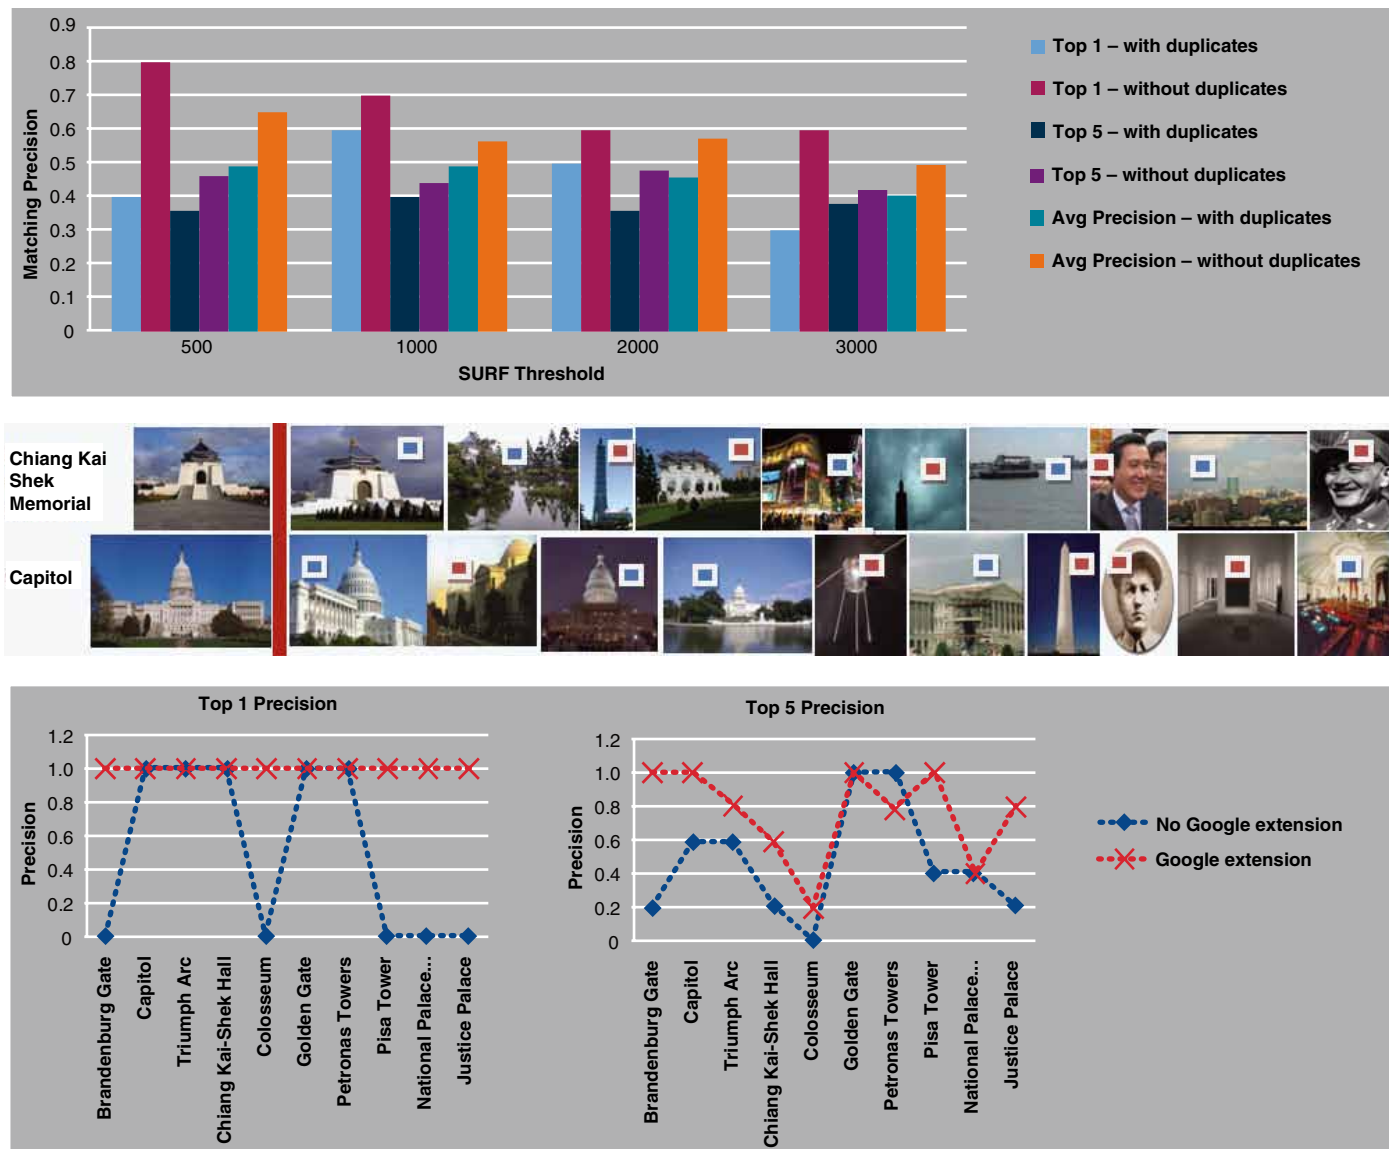 0.9
0.8
0.7
0.6
0.5
0.4
0.3
0.2
0.1
0
Matching Precision
500 1000 2000 3000
SURF Threshold
Top 1 – with duplicates
Top 1 – without duplicates
Top 5 – with duplicates
Top 5 – without duplicates
Avg Precision – with duplicates
Avg Precision – without duplicates
Chiang Kai
Shek
Memorial
Capitol
Top 1 Precision
1.2
1.0
0.8
0.6
0.4
0.2
0
Precision
Brandenburg Gate
Capitol
Triumph Arc
Chiang Kai-Shek Hall
Colosseum
Golden Gate
Petronas Towers
Pisa Tower
National Palace...
Justice Palace
Top 5 Precision
1.2
1.0
0.8
0.6
0.4
0.2
0
Precision
Brandenburg Gate
Capitol
Triumph Arc
Chiang Kai-Shek Hall
Colosseum
Golden Gate
Petronas Towers
Pisa Tower
National Palace...
Justice Palace
No Google extension
Google extension